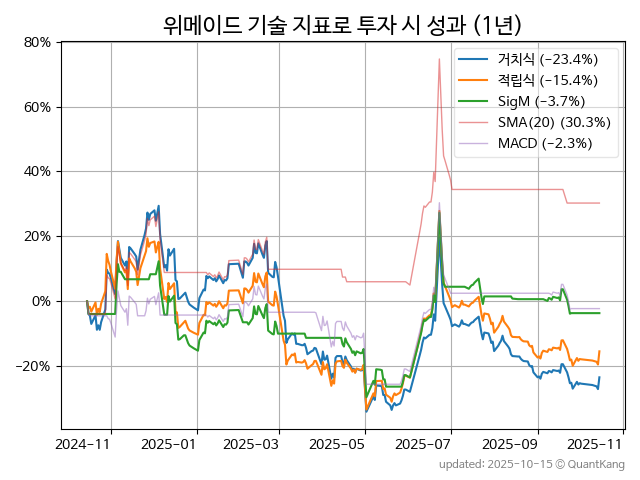 위메이드 기술 지표로 투자 시 성과 (1년)
80%
60%
40%
20%
0%
−20%
거치식 (−23.4%)
적립식 (−15.4%)
SigM (−3.7%)
SMA(20) (30.3%)
MACD (−2.3%)
2024-11
2025-01
2025-03
2025-05
2025-07
2025-09
2025-11
updated: 2025-10-15 © QuantKang